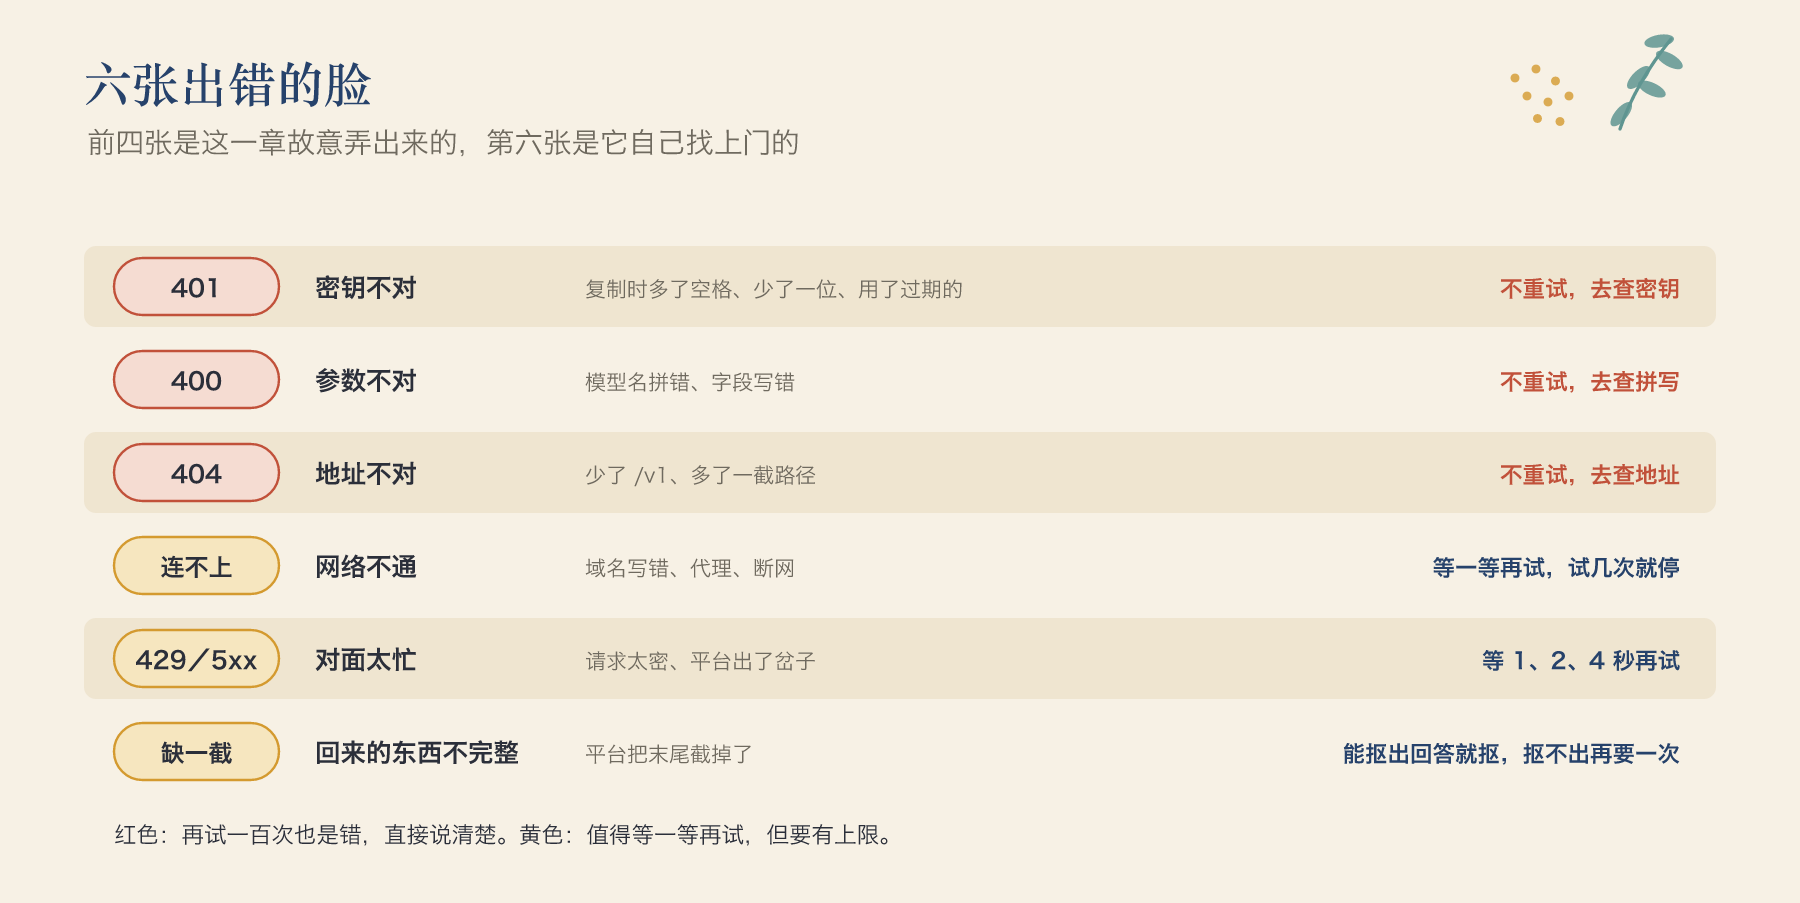 六张出错的脸
前四张是这一章故意弄出来的，第六张是它自己找上门的
401 密钥不对 复制时多了空格、少了一位、用了过期的 不重试，去查密钥
400 参数不对 模型名拼错、字段写错 不重试，去查拼写
404 地址不对 少了 /v1、多了一截路径 不重试，去查地址
连不上 网络不通 域名写错、代理、断网 等一等再试，试几次就停
429／5xx 对面太忙 请求太密、平台出了岔子 等 1、2、4 秒再试
缺一截 回来的东西不完整 平台把末尾截掉了 能抠出回答就抠，抠不出再要一次
红色：再试一百次也是错，直接说清楚。黄色：值得等一等再试，但要有上限。